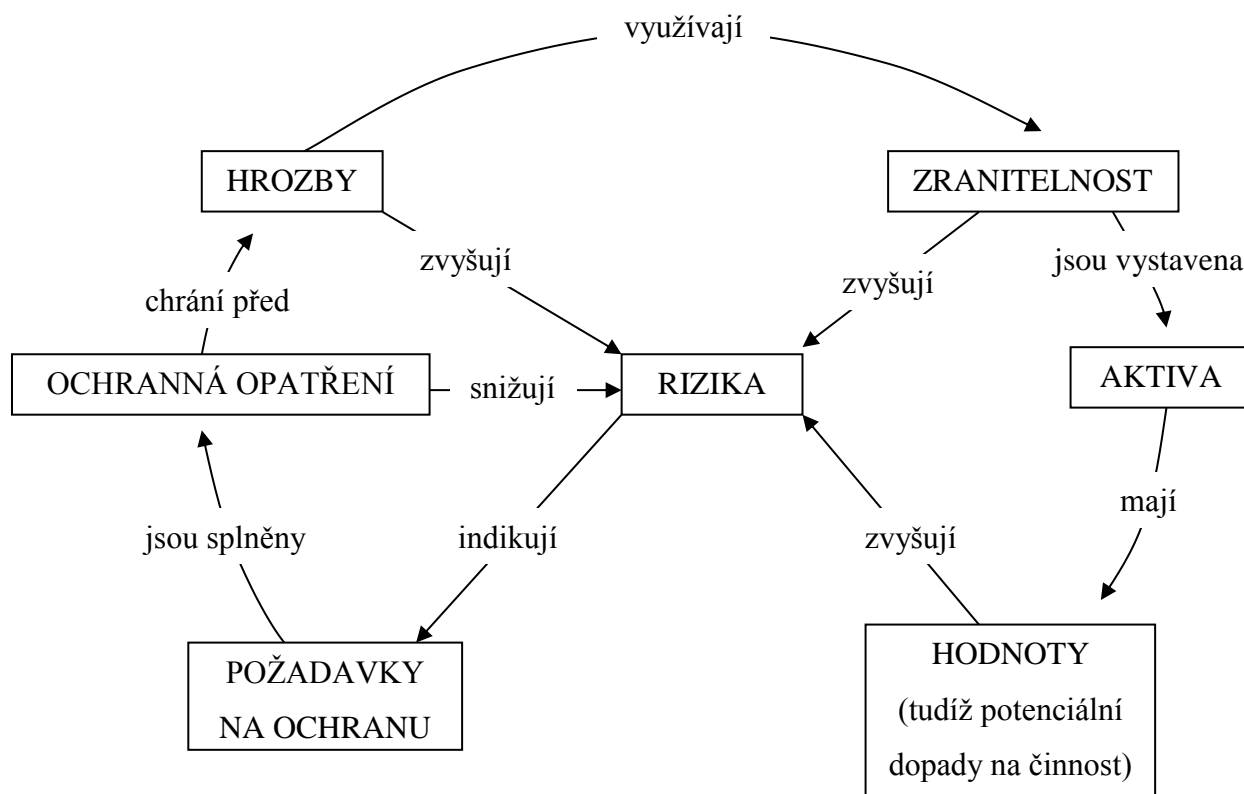 využívají
HROZBY
ZRANITELNOST
zvyšují
zvyšují
jsou vystavena
chrání před
OCHRANNÁ OPATŘENÍ
snižují
RIZIKA
AKTIVA
jsou splněny
indikují
zvyšují
mají
POŽADAVKY
NA OCHRANU
HODNOTY
(tudíž potenciální
dopady na činnost)